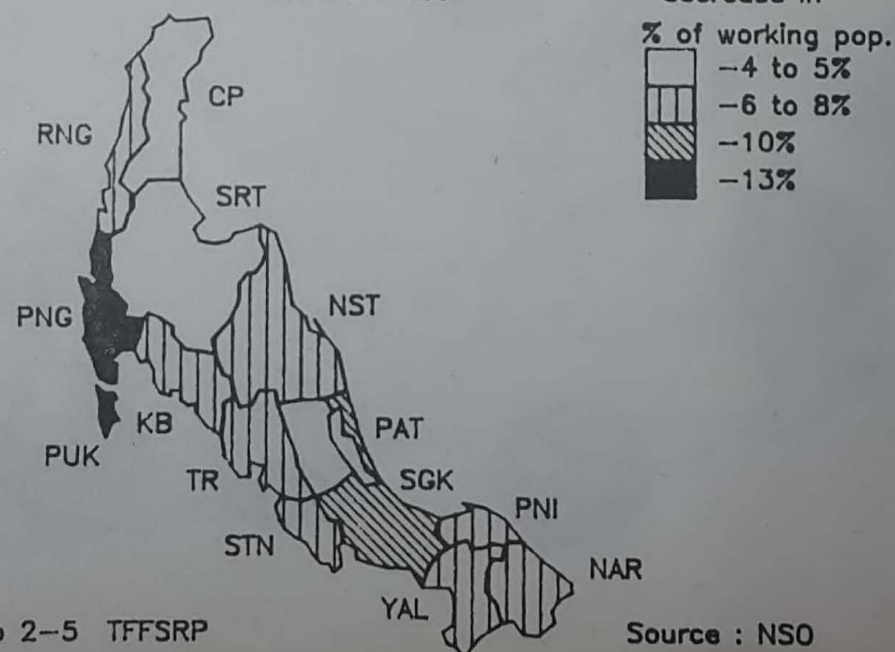 % of working pop.
−4 to 5%
−6 to 8%
−10%
−13%
CP
RNG
SRT
PNG
NST
KB
PUK
PAT
TR
SGK
PNI
STN
NAR
YAL
2−5 TFFSRP
Source : NSO